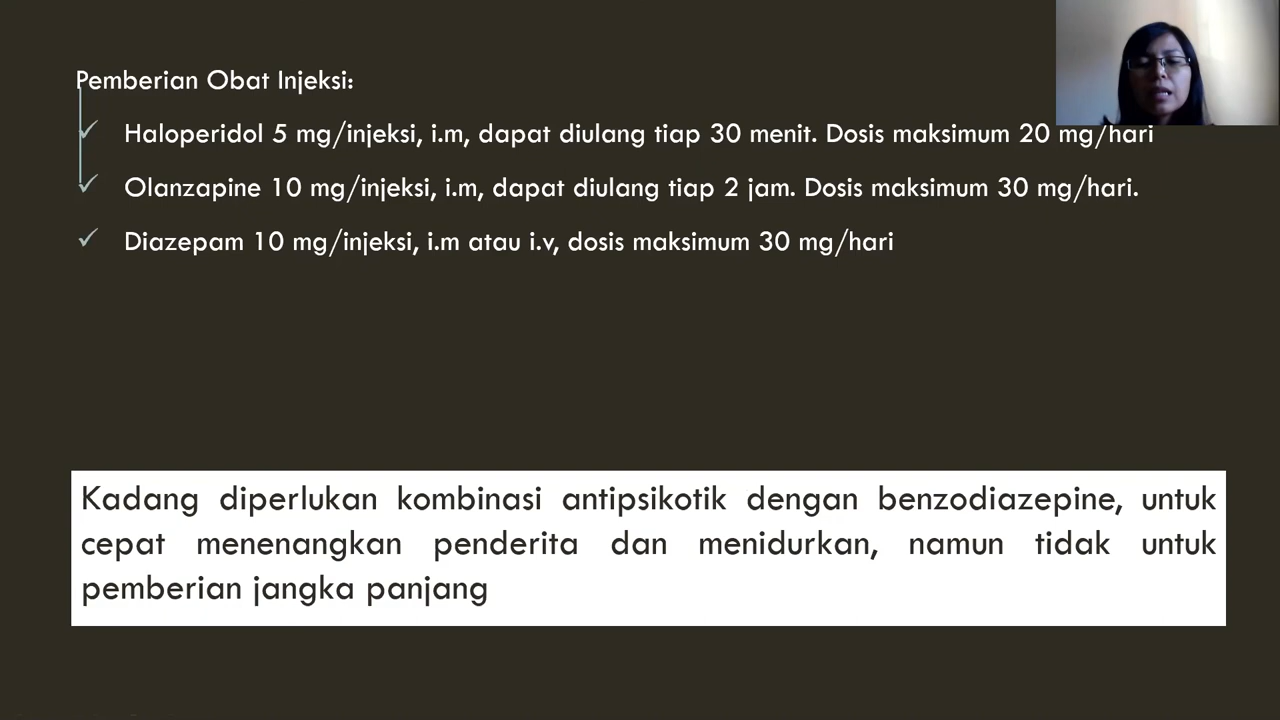 Pemberian Obat Injeksi:
Haloperidol 5 mg/injeksi, i.m, dapat diulang tiap 30 menit. Dosis maksimum 20 mg/hari
Olanzapine 10 mg/injeksi, i.m, dapat diulang tiap 2 jam. Dosis maksimum 30 mg/hari.
Diazepam 10 mg/injeksi, i.m atau i.v, dosis maksimum 30 mg/hari
Kadang diperlukan kombinasi antipsikotik dengan benzodiazepine, untuk
cepat menenangkan penderita dan menidurkan, namun tidak untuk
pemberian jangka panjang